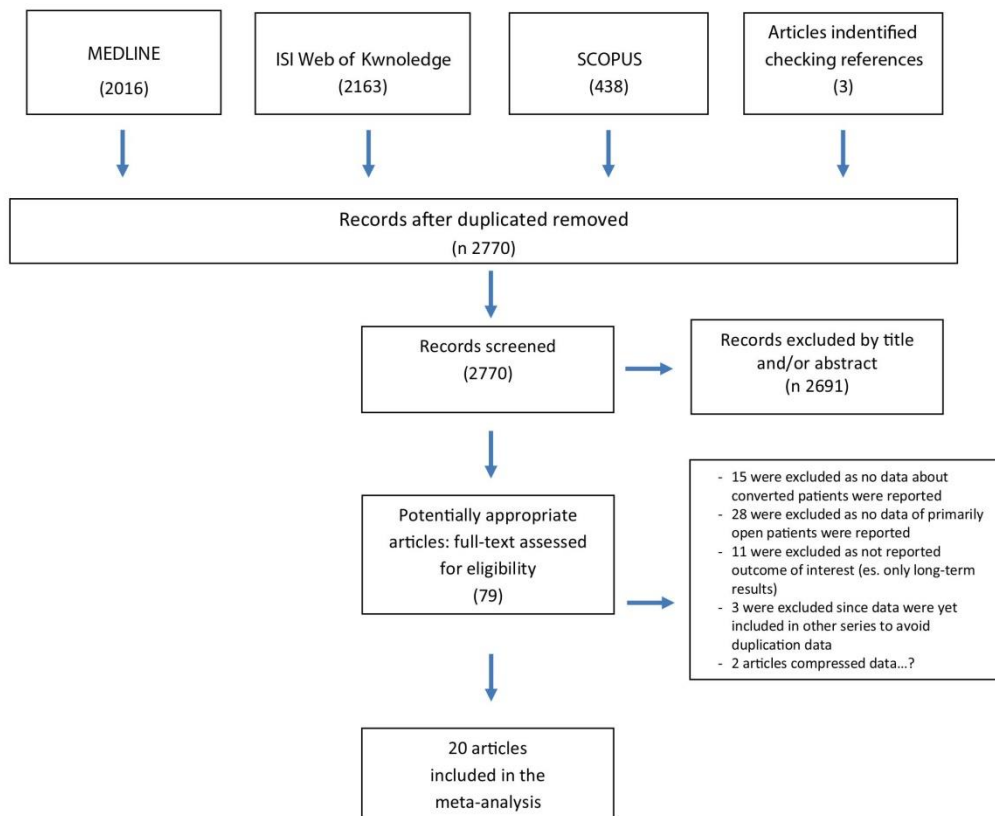 MEDLINE
(2016)
ISI Web of Kwnoledge
(2163)
SCOPUS
(438)
Articles indentified
checking references
(3)
Records after duplicated removed
(n 2770)
Records screened
(2770)
Records excluded by title
and/or abstract
(n 2691)
Potentially appropriate
articles: full-text assessed
for eligibility
(79)
- 15 were excluded as no data about
converted patients were reported
- 28 were excluded as no data of primarily
open patients were reported
- 11 were excluded as not reported
outcome of interest (es. only long-term
results)
- 3 were excluded since data were yet
included in other series to avoid
duplication data
- 2 articles compressed data...?
20 articles
included in the
meta-analysis